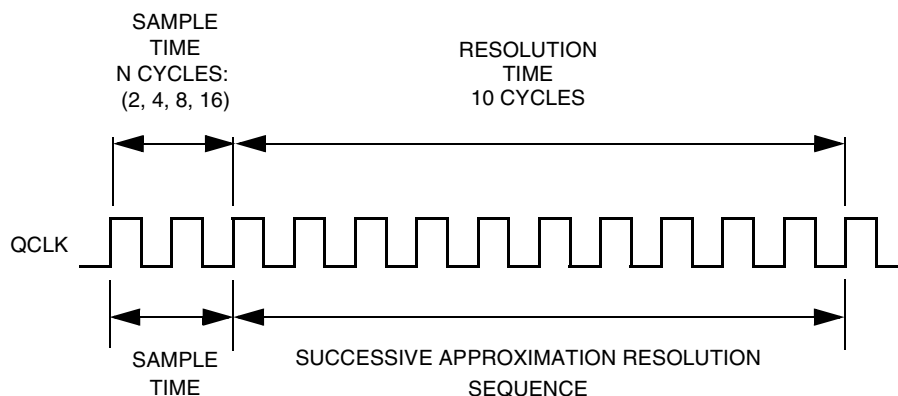 SAMPLE
TIME
N CYCLES:
(2, 4, 8, 16)
RESOLUTION
TIME
10 CYCLES
QCLK
SAMPLE
TIME
SUCCESSIVE APPROXIMATION RESOLUTION
SEQUENCE